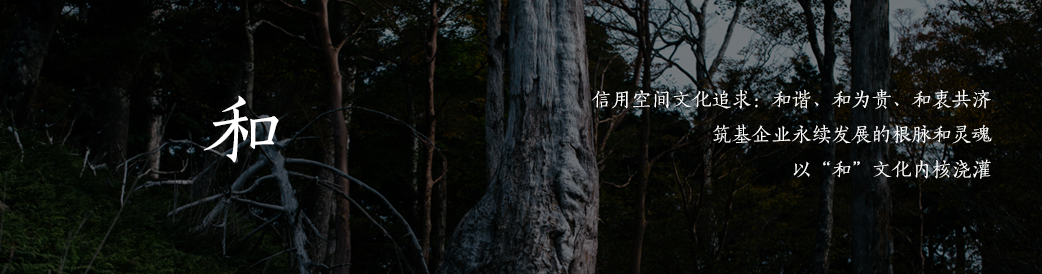 和
信用空间文化追求：和谐、和为贵、和衷共济
筑基企业永续发展的根脉和灵魂
以“和”文化内核浇灌